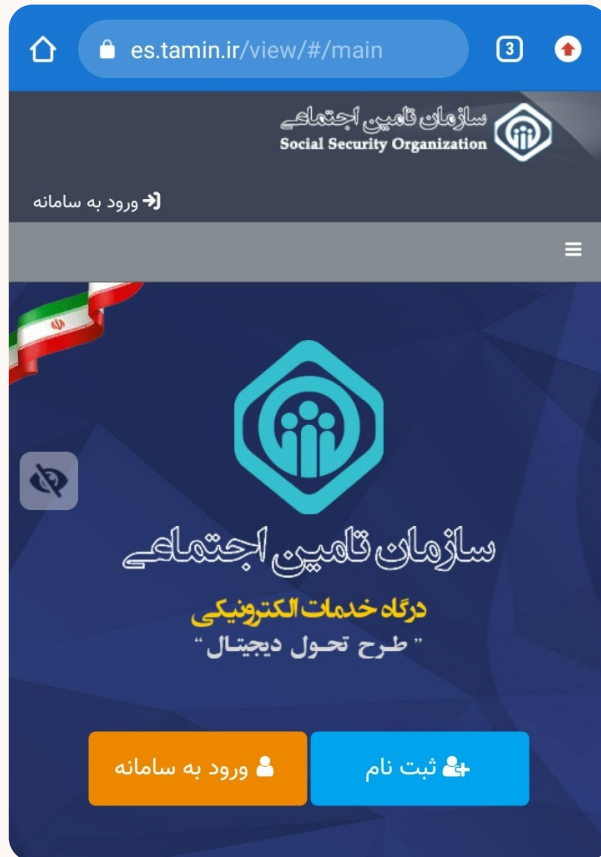 es.tamin.ir/view/#/main
3
سازمان تامین اجتماعی
Social Security Organization
ورود به سامانه
سازمان تامین اجتماعی
درگاه خدمات الکترونیکی
"طرح تحول دیجیتال"
ثبت نام
ورود به سامانه